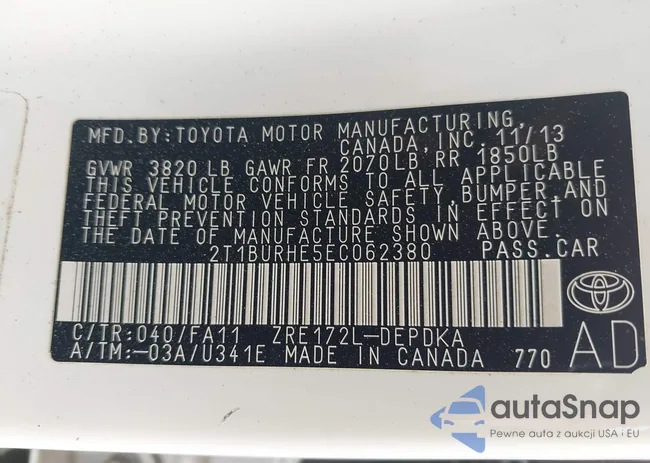 MFD. BY: TOYOTA MOTOR MANUFACTURING,
CANADA, INC. 11/13
GVWR 3820 LB GAWR FR 2070LB, RR 1850LB
THIS VEHICLE CONFORMS TO ALL APPLICABLE
FEDERAL MOTOR VEHICLE SAFETY, BUMPER, AND
THEFT PREVENTION STANDARDS IN EFFECT ON
THE DATE OF MANUFACTURE SHOWN ABOVE.
2T1BURHE5EC062380 PASS. CAR
C/TR: 040/FA11 ZRE172L-DEPDKA
A/TM: -03A/U341E MADE IN CANADA 770 AD
autaSnap
Pewne auta z aukcji USA i EU